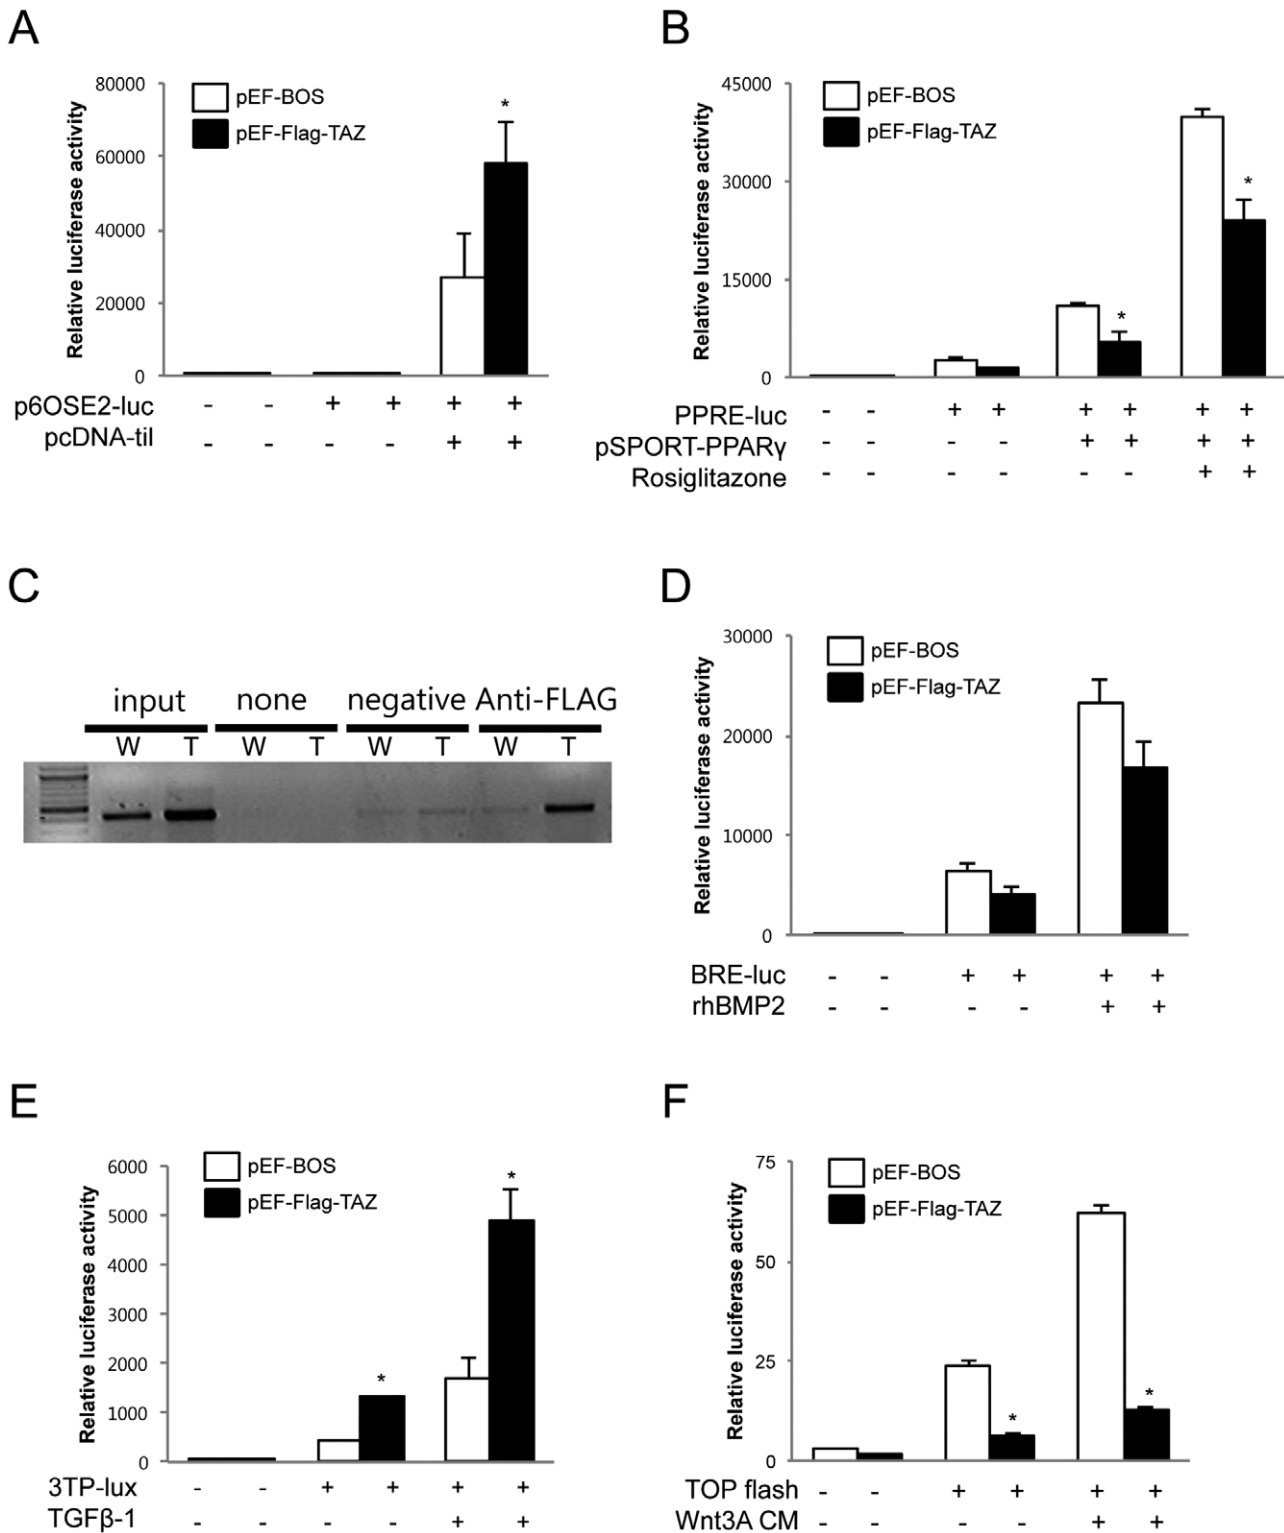 A
Relative luciferase activity
80000
60000
40000
20000
0
pEF-BOS
pEF-Flag-TAZ
*
p6OSE2-luc - - + + + +
pcDNA-til - - - - + +
B
Relative luciferase activity
45000
30000
15000
0
pEF-BOS
pEF-Flag-TAZ
*
*
PPRE-luc - - + + + + + +
pSPORT-PPARγ - - - - + + + +
Rosiglitazone - - - - - - + +
C
input none negative Anti-FLAG
W T W T W T W T
D
Relative luciferase activity
30000
20000
10000
0
pEF-BOS
pEF-Flag-TAZ
BRE-luc - - + + + +
rhBMP2 - - - - + +
E
Relative luciferase activity
6000
5000
4000
3000
2000
1000
0
pEF-BOS
pEF-Flag-TAZ
*
*
3TP-lux - - + + + +
TGFβ-1 - - - - + +
F
Relative luciferase activity
75
50
25
0
pEF-BOS
pEF-Flag-TAZ
*
*
TOP flash - - + + + +
Wnt3A CM - - - - + +